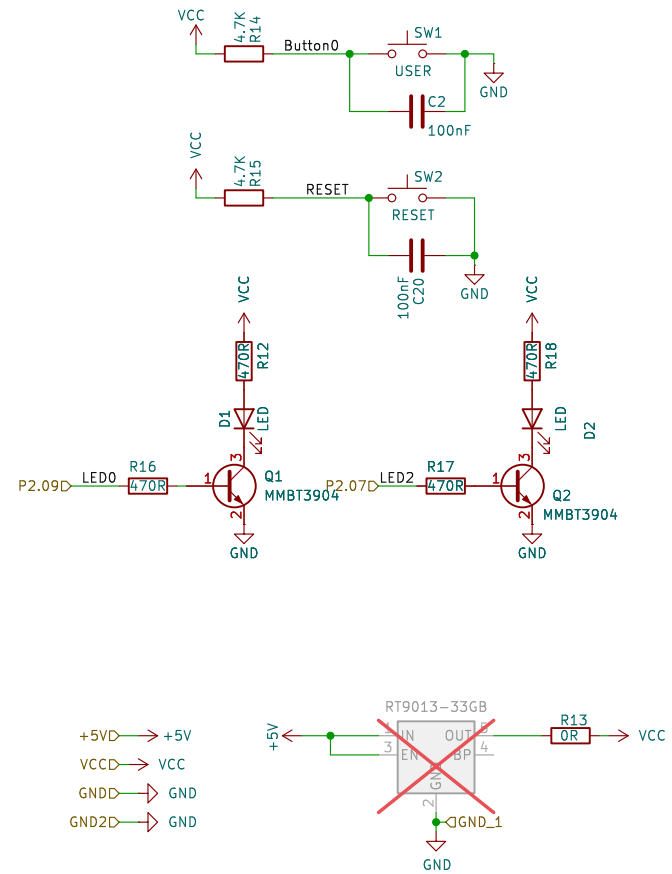 VCC
4.7K
R14
Button0
SW1
USER
GND
C2
100nF
VCC
4.7K
R15
RESET
SW2
RESET
100nF
C20
GND
VCC
470R
R12
D1
LED
3
P2.09
LED0
R16
470R
1
Q1
MMBT3904
2
GND
VCC
470R
R18
LED
D2
3
P2.07
LED2
R17
470R
1
Q2
MMBT3904
2
GND
+5V +5V
VCC VCC
GND GND
GND2 GND
RT9013-33GB
+5V
1 IN OUT 5
3 EN BP 4
GND
2
R13
0R
VCC
GND_1
GND